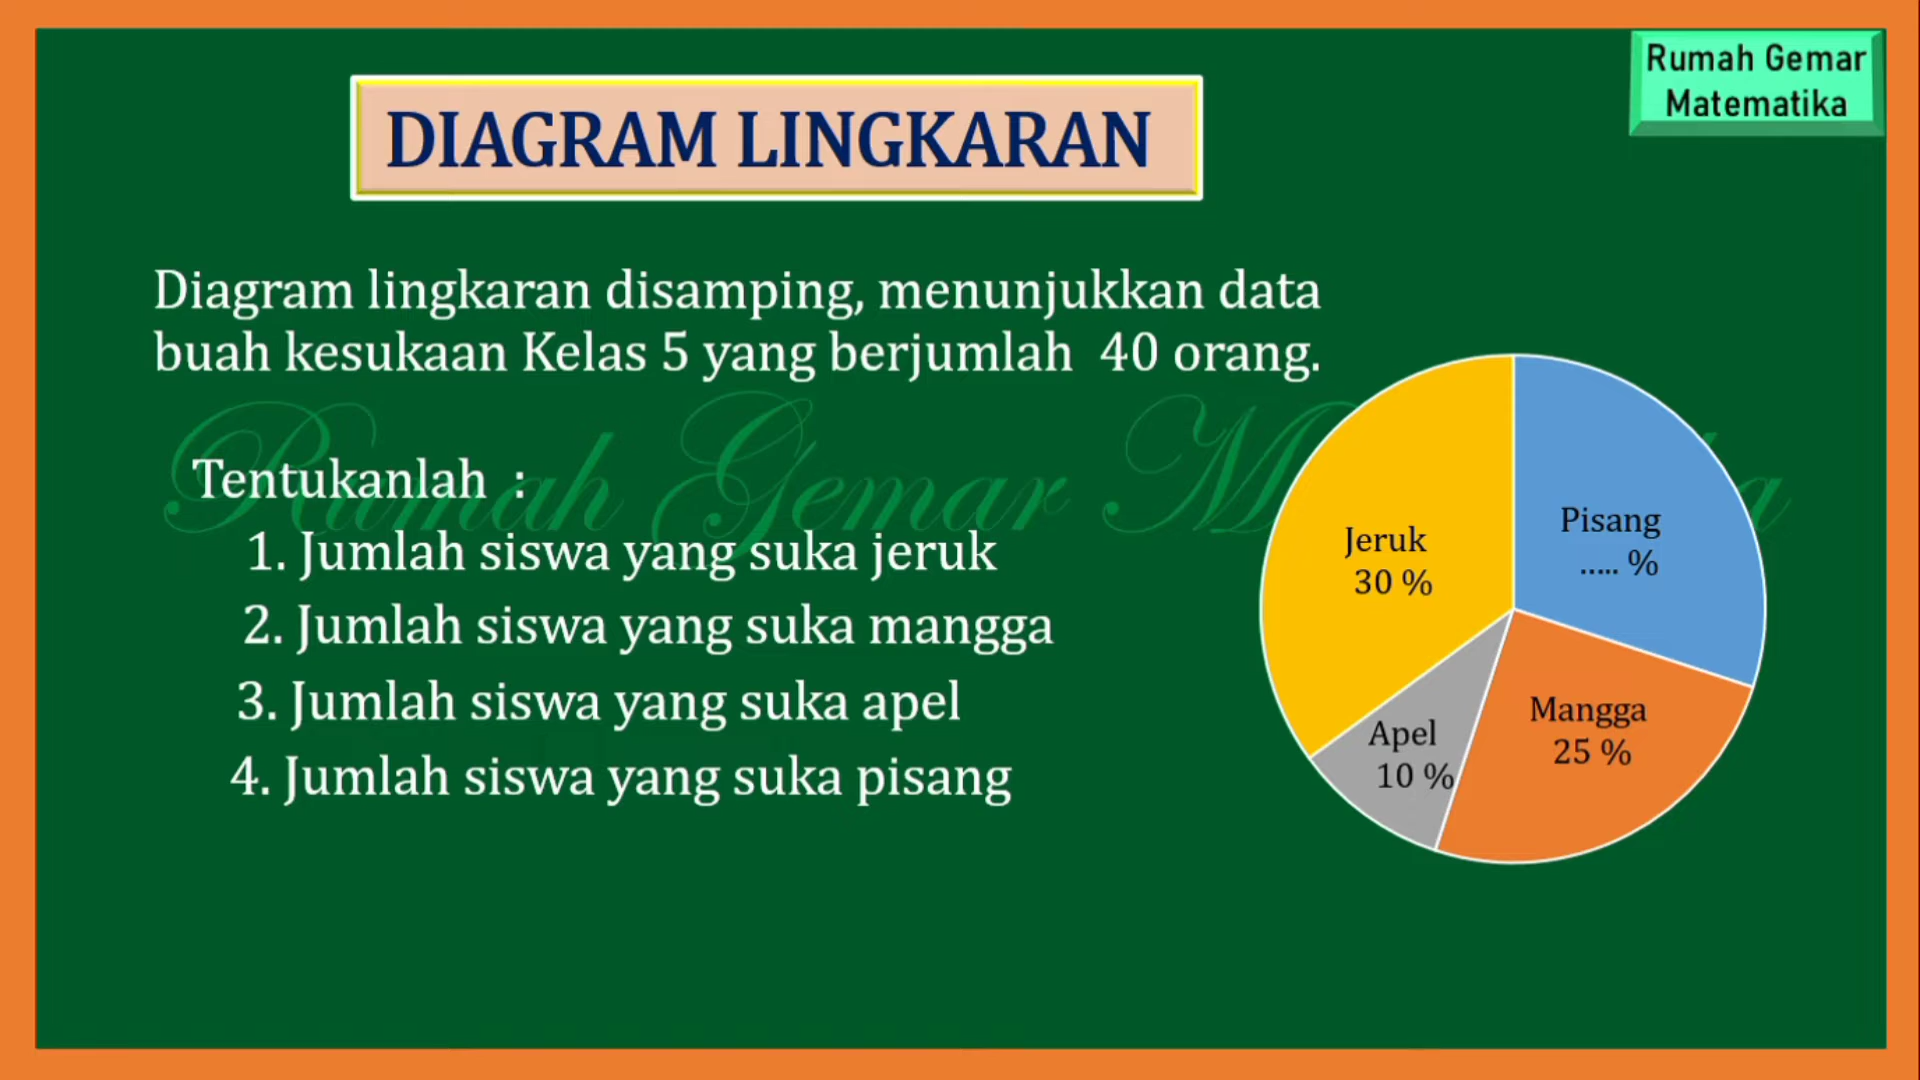 Rumah Gemar
Matematika
DIAGRAM LINGKARAN
Diagram lingkaran disamping, menunjukkan data
buah kesukaan Kelas 5 yang berjumlah 40 orang.
Rumah Gemar M
a
Tentukanlah :
1. Jumlah siswa yang suka jeruk
2. Jumlah siswa yang suka mangga
3. Jumlah siswa yang suka apel
4. Jumlah siswa yang suka pisang
Jeruk
30 %
Pisang
..... %
Apel
10 %
Mangga
25 %